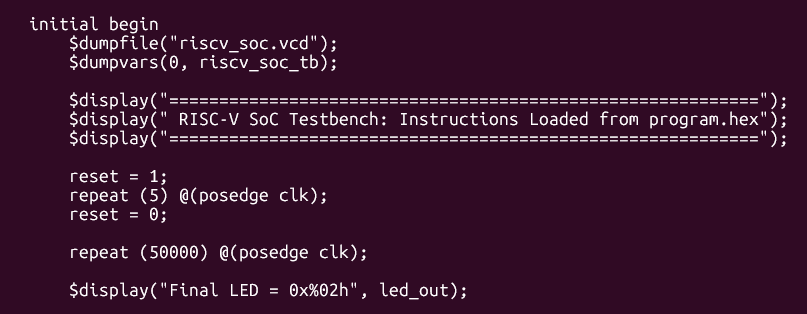 initial begin
$dumpfile("riscv_soc.vcd");
$dumpvars(0, riscv_soc_tb);
$display("===========================================================");
$display(" RISC-V SoC Testbench: Instructions Loaded from program.hex");
$display("===========================================================");
reset = 1;
repeat (5) @(posedge clk);
reset = 0;
repeat (50000) @(posedge clk);
$display("Final LED = 0x%02h", led_out);